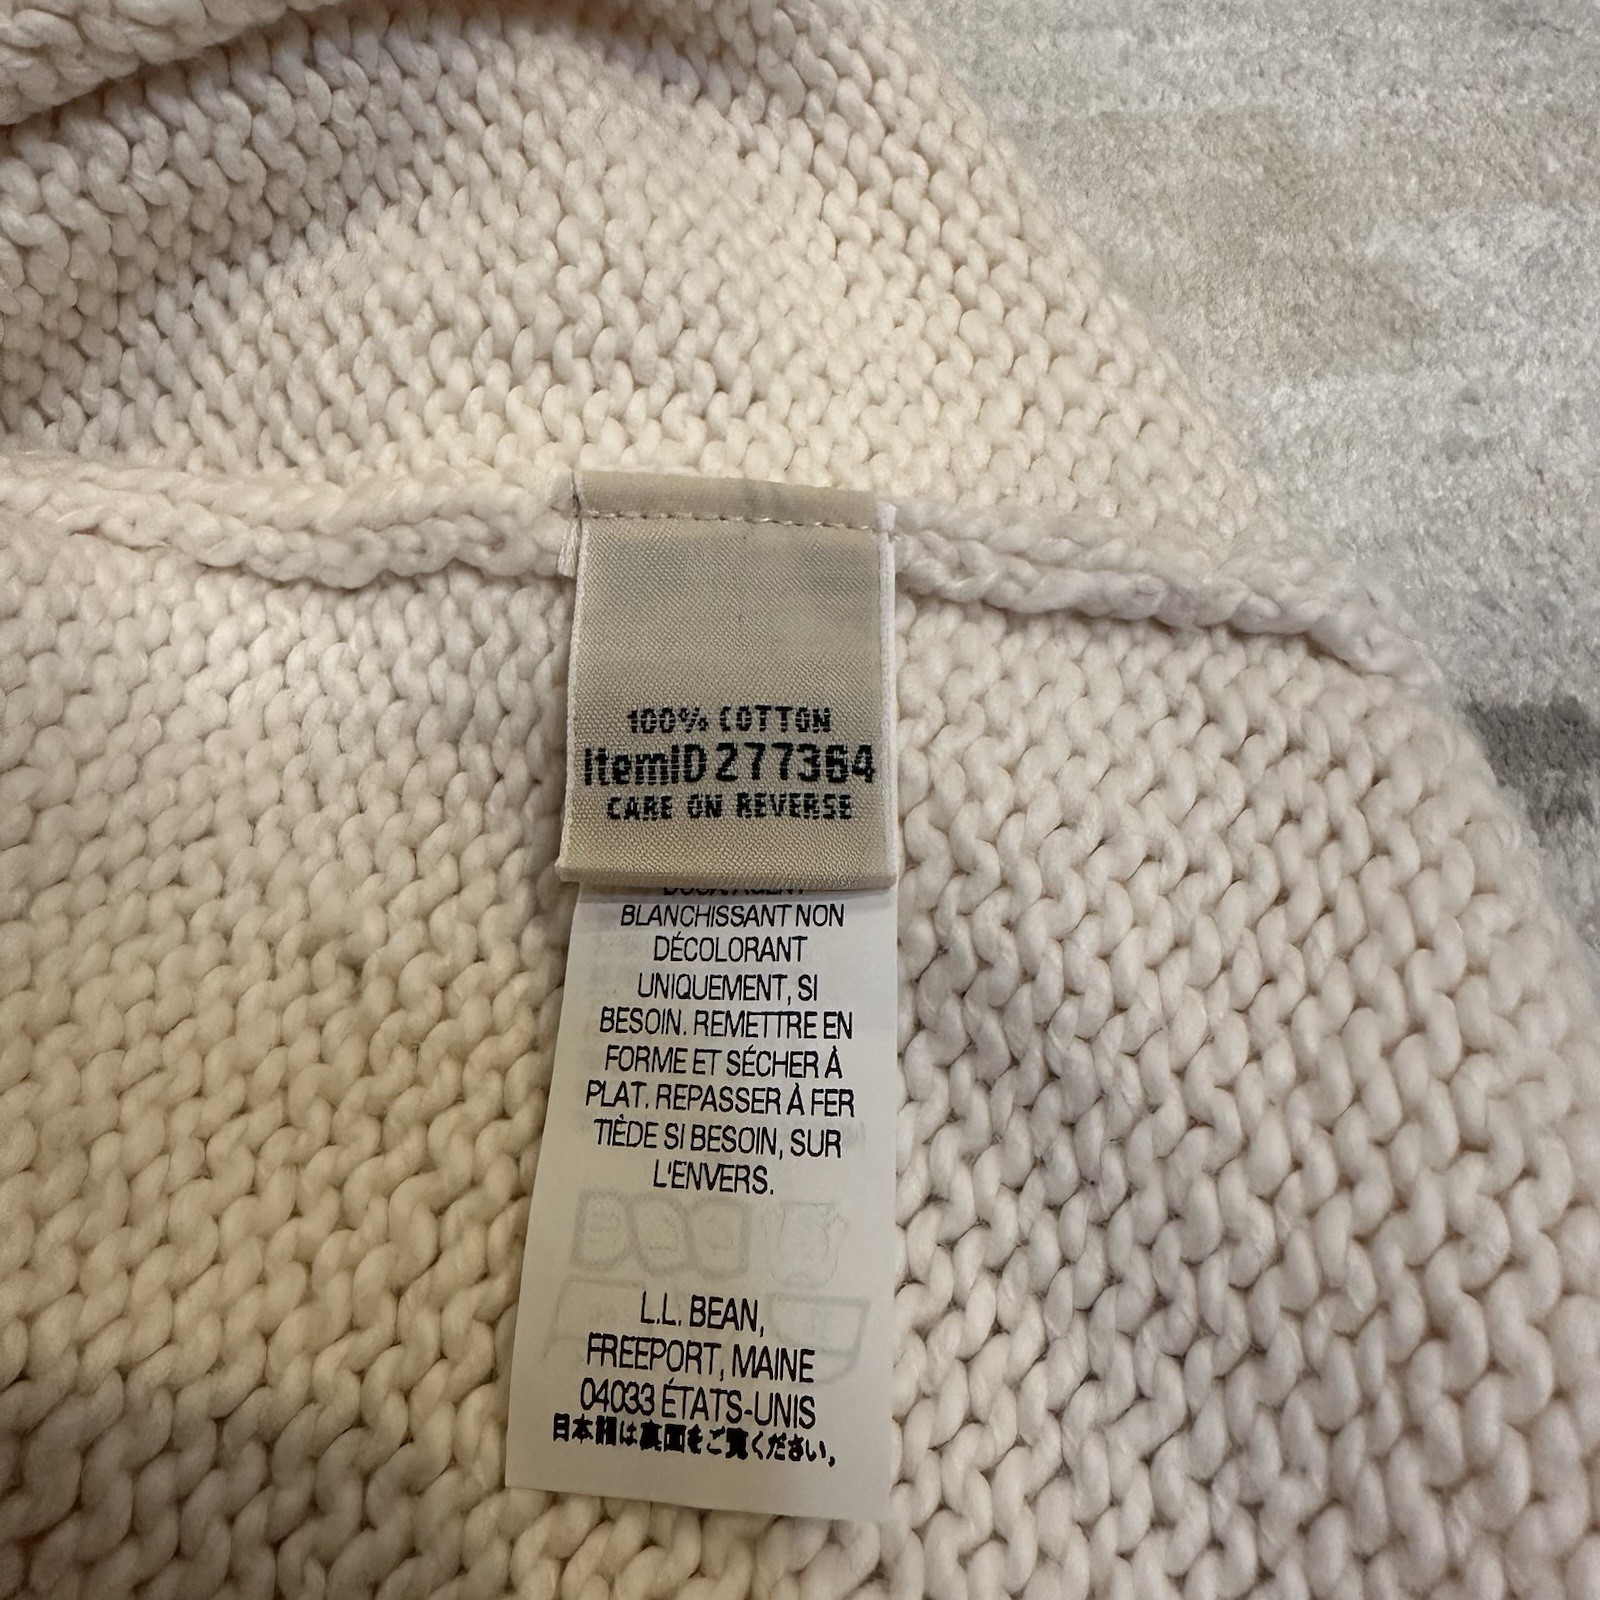 100% COTTON
ItemID 277364
CARE ON REVERSE
BLANCHISSANT NON
DÉCOLORANT
UNIQUEMENT, SI
BESOIN. REMETTRE EN
FORME ET SÉCHER À
PLAT. REPASSER À FER
TIÈDE SI BESOIN, SUR
L'ENVERS.
L.L. BEAN,
FREEPORT, MAINE
04033 ÉTATS-UNIS
日本語は裏面をご覧ください。